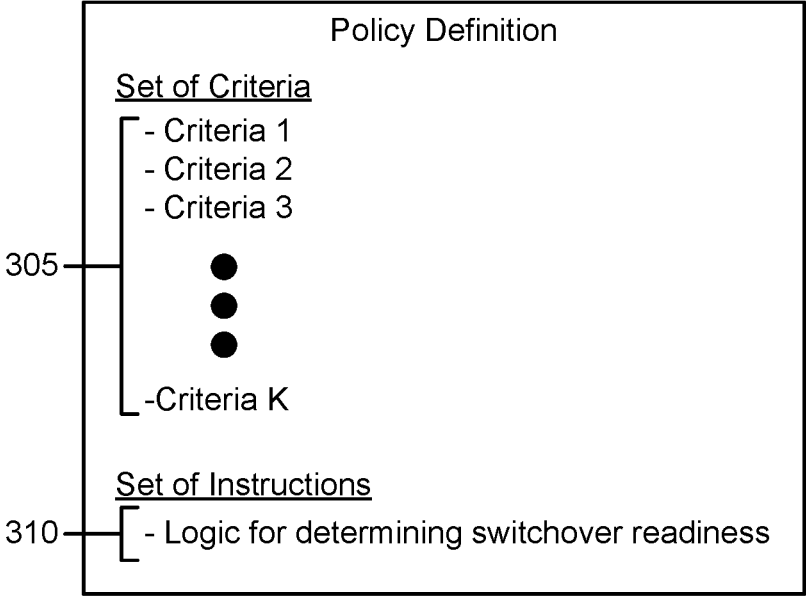 Policy Definition
Set of Criteria
- Criteria 1
- Criteria 2
- Criteria 3
305
-Criteria K
Set of Instructions
310
- Logic for determining switchover readiness